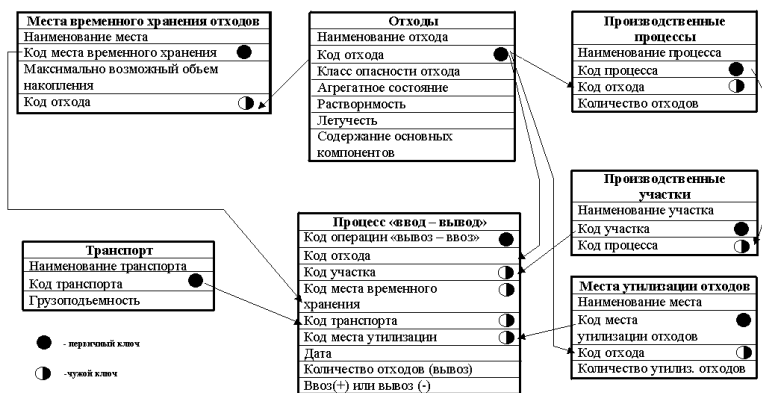 Места временного хранения отходов
Наименование места
Код места временного хранения
Максимально возможный объем
накопления
Код отхода
Отходы
Наименование отхода
Код отхода
Класс опасности отхода
Агрегатное состояние
Растворимость
Летучесть
Содержание основных
компонентов
Производственные
процессы
Наименование процесса
Код процесса
Код отхода
Количество отходов
Производственные
участки
Наименование участка
Код участка
Код процесса
Транспорт
Наименование транспорта
Код транспорта
Грузоподъемность
Процесс «ввод – вывод»
Код операции «вывоз – ввоз»
Код отхода
Код участка
Код места временного
хранения
Код транспорта
Код места утилизации
Дата
Количество отходов (вывоз)
Ввоз(+) или вывоз (-)
Места утилизации отходов
Наименование места
Код места
утилизации отходов
Код отхода
Количество утилиз. отходов
- первичный ключ
-чужой ключ